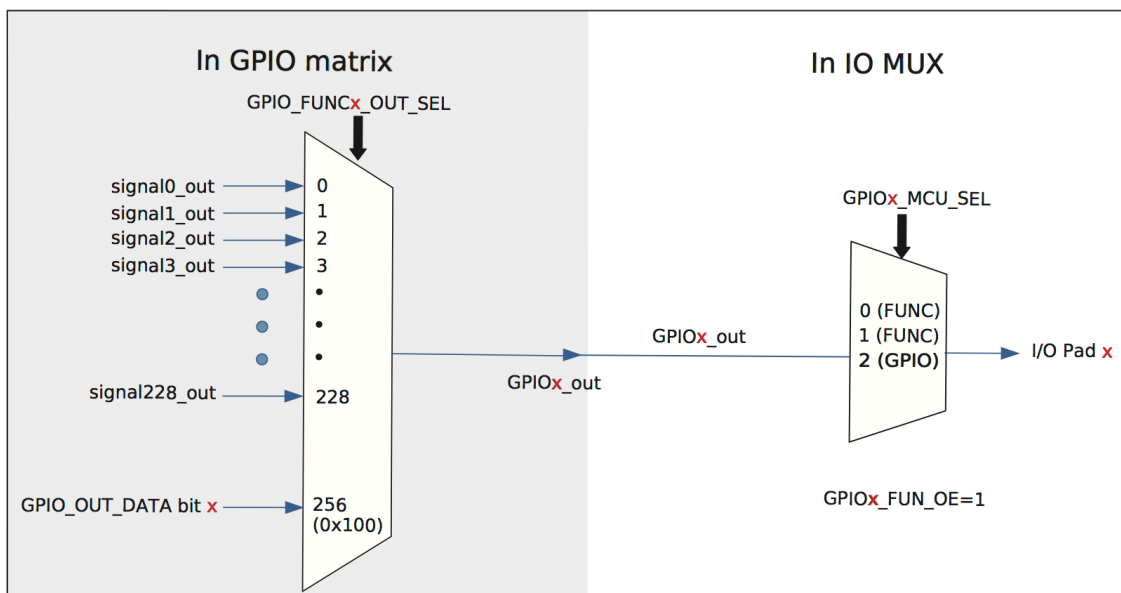 In GPIO matrix
In IO MUX
GPIO_FUNCx_OUT_SEL
signal0_out
0
signal1_out
1
signal2_out
2
signal3_out
3
GPIOx_MCU_SEL
0 (FUNC)
1 (FUNC)
2 (GPIO)
GPIOx_out
I/O Pad x
GPIOx_out
signal228_out
228
GPIO_OUT_DATA bit x
256
(0x100)
GPIOx_FUN_OE=1